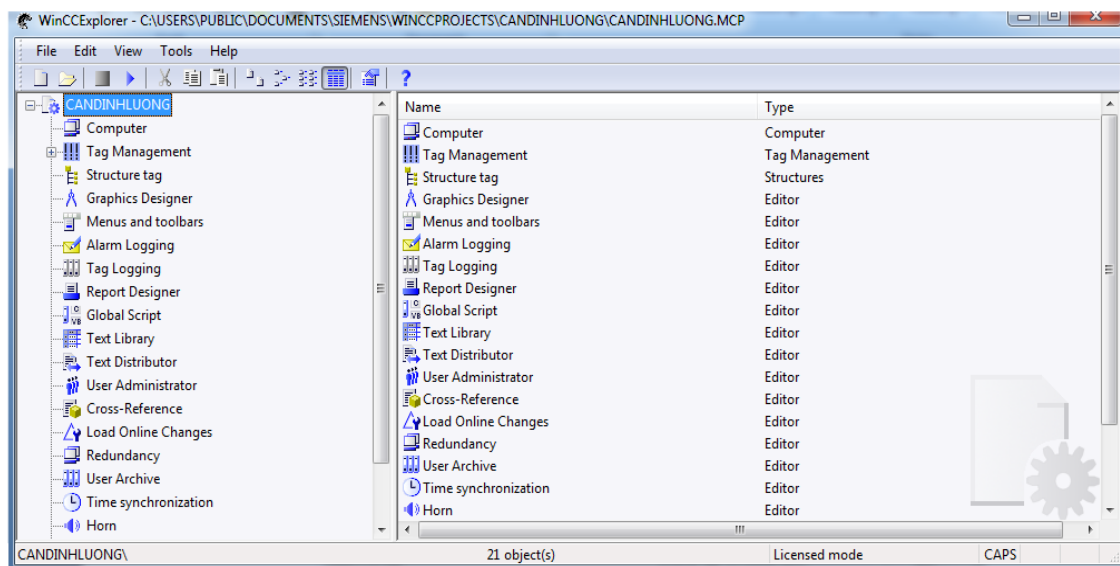 WinCCExplorer - C:\USERS\PUBLIC\DOCUMENTS\SIEMENS\WINCCPROJECTS\CANDINHLUONG\CANDINHLUONG.MCP
File Edit View Tools Help
CANDINHLUONG
Computer
Tag Management
Structure tag
Graphics Designer
Menus and toolbars
Alarm Logging
Tag Logging
Report Designer
Global Script
Text Library
Text Distributor
User Administrator
Cross-Reference
Load Online Changes
Redundancy
User Archive
Time synchronization
Horn
Name Type
Computer Computer
Tag Management Tag Management
Structure tag Structures
Graphics Designer Editor
Menus and toolbars Editor
Alarm Logging Editor
Tag Logging Editor
Report Designer Editor
Global Script Editor
Text Library Editor
Text Distributor Editor
User Administrator Editor
Cross-Reference Editor
Load Online Changes Editor
Redundancy Editor
User Archive Editor
Time synchronization Editor
Horn Editor
CANDINHLUONG\ 21 object(s) Licensed mode CAPS